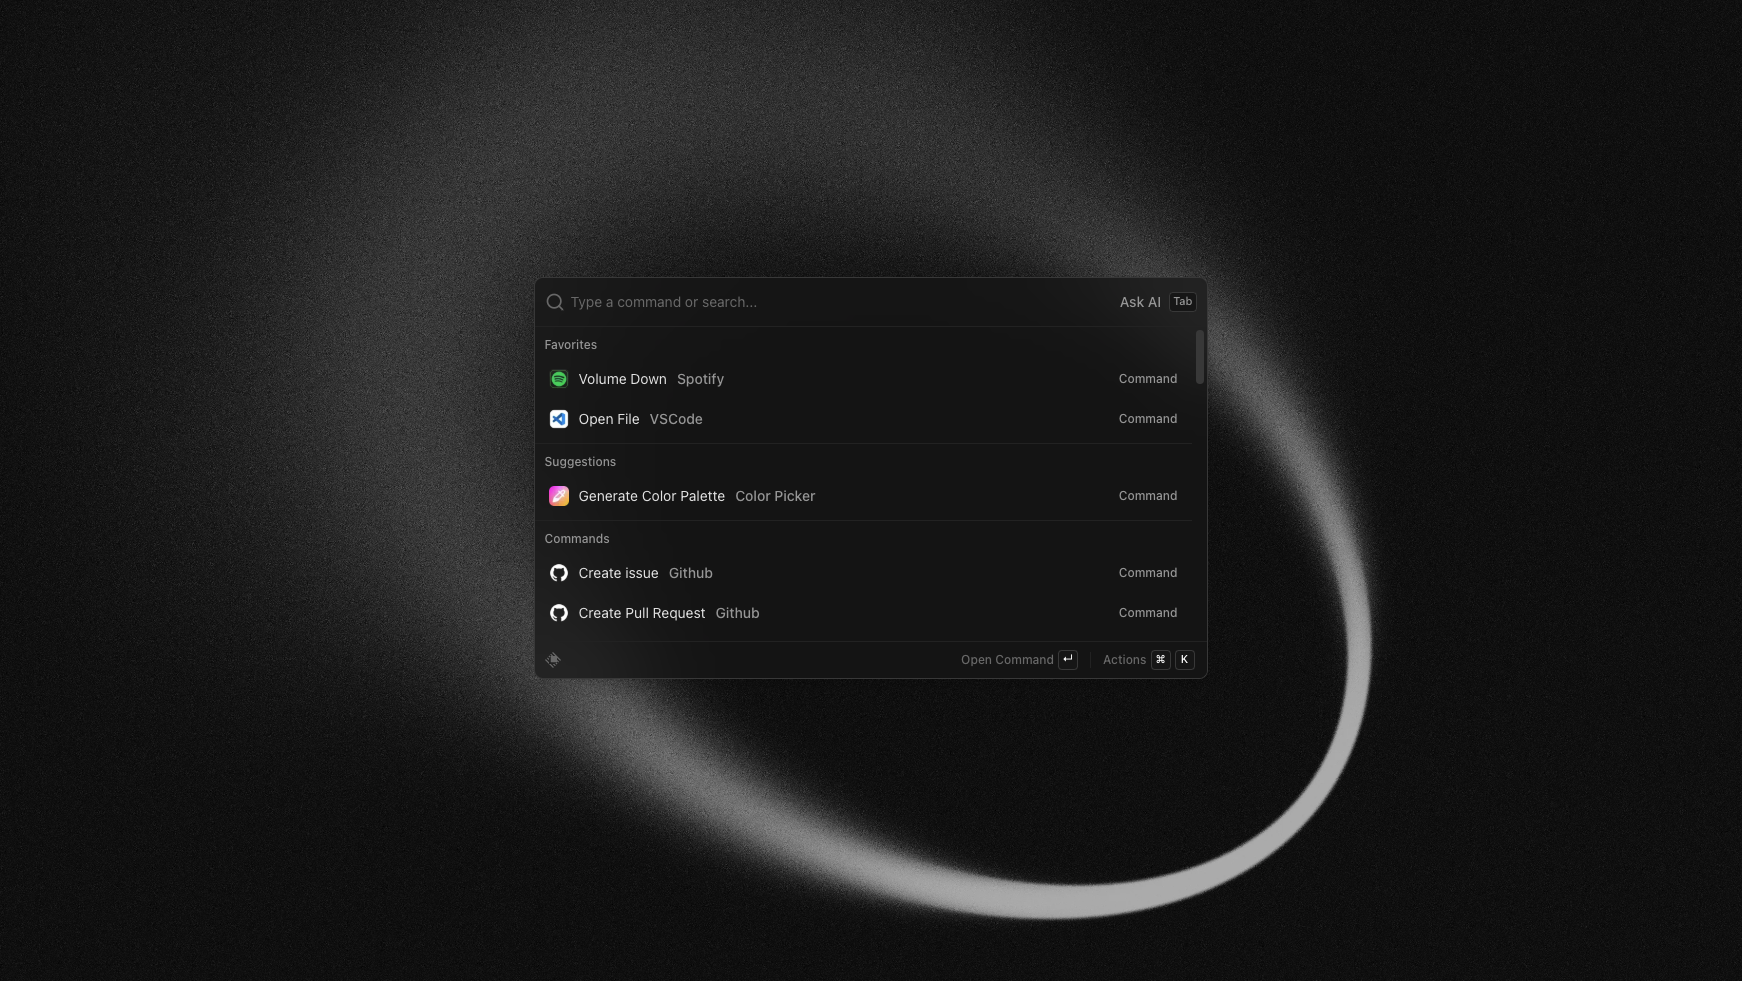 Type a command or search... Ask AI Tab
Favorites
Volume Down Spotify Command
Open File VSCode Command
Suggestions
Generate Color Palette Color Picker Command
Commands
Create issue Github Command
Create Pull Request Github Command
Open Command ↵ Actions ⌘ K